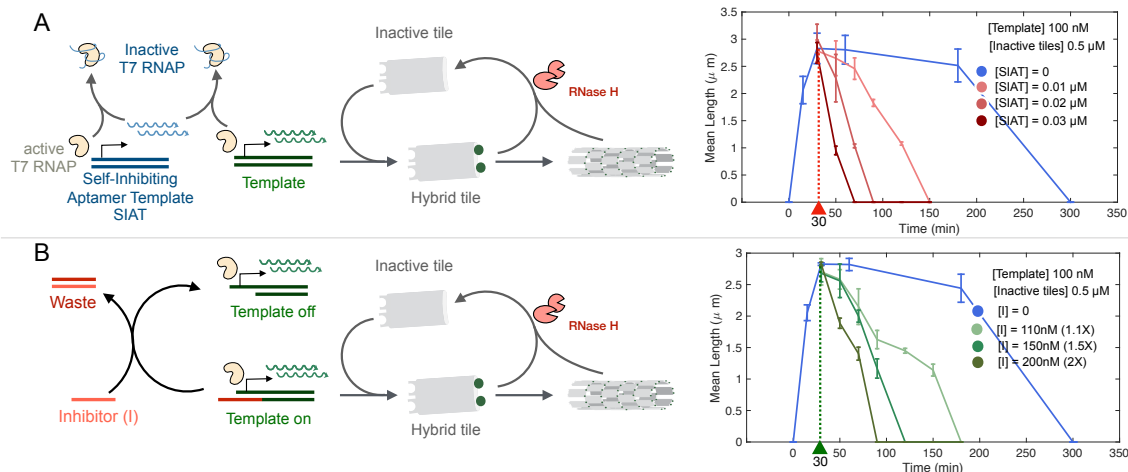 A
Inactive
T7 RNAP
active
T7 RNAP
Self-Inhibiting
Aptamer Template
SIAT
Template
Inactive tile
RNase H
Hybrid tile
Mean Length (μ m)
3.5
3
2.5
2
1.5
1
0.5
0
[Template] 100 nM
[Inactive tiles] 0.5 μM
[SIAT] = 0
[SIAT] = 0.01 μM
[SIAT] = 0.02 μM
[SIAT] = 0.03 μM
0
50
100
150
200
250
300
350
30
Time (min)
B
Waste
Inhibitor (I)
Template off
Template on
Inactive tile
RNase H
Hybrid tile
Mean Length (μ m)
3
2.5
2
1.5
1
0.5
0
[Template] 100 nM
[Inactive tiles] 0.5 μM
[I] = 0
[I] = 110nM (1.1X)
[I] = 150nM (1.5X)
[I] = 200nM (2X)
0
50
100
150
200
250
300
350
30
Time (min)